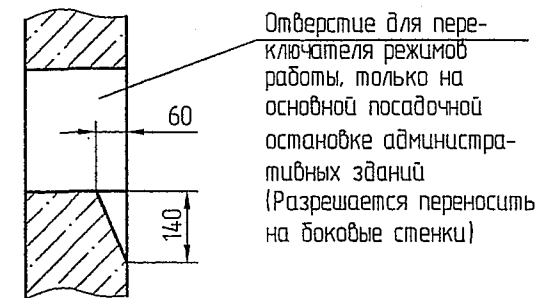 Отверстие для пере-
ключателя режимов
работы, только на
основной посадочной
остановке администра-
тивных зданий
(Разрешается переносить
на боковые стенки)
60
140